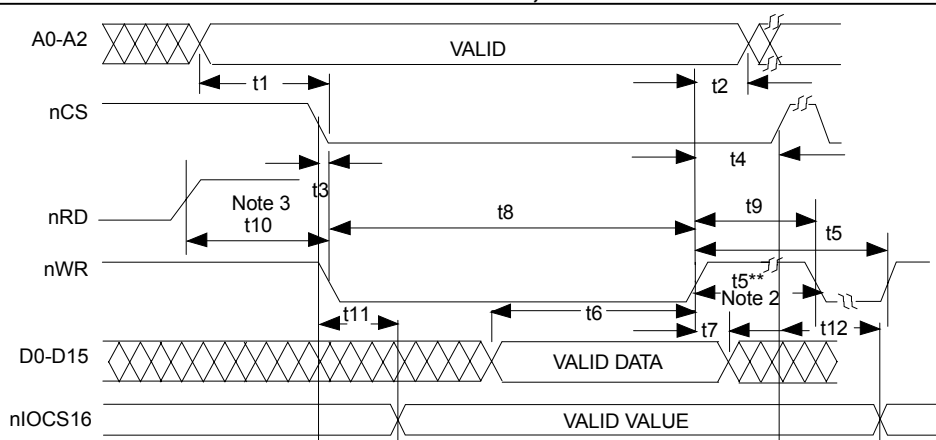 A0-A2
VALID
t1
t2
nCS
t3
t4
nRD
Note 3
t10
t8
t9
t5
nWR
t5**
Note 2
t11
t6
t7
t12
D0-D15
VALID DATA
nIOCS16
VALID VALUE